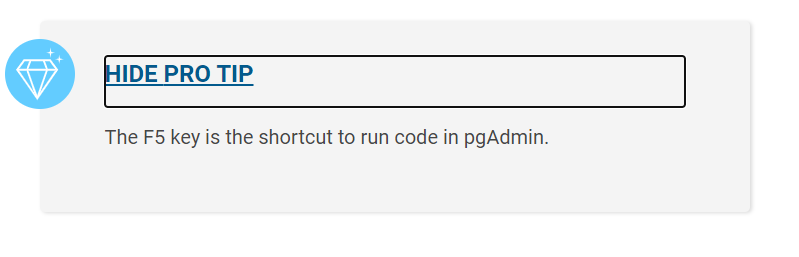 HIDE PRO TIP
The F5 key is the shortcut to run code in pgAdmin.